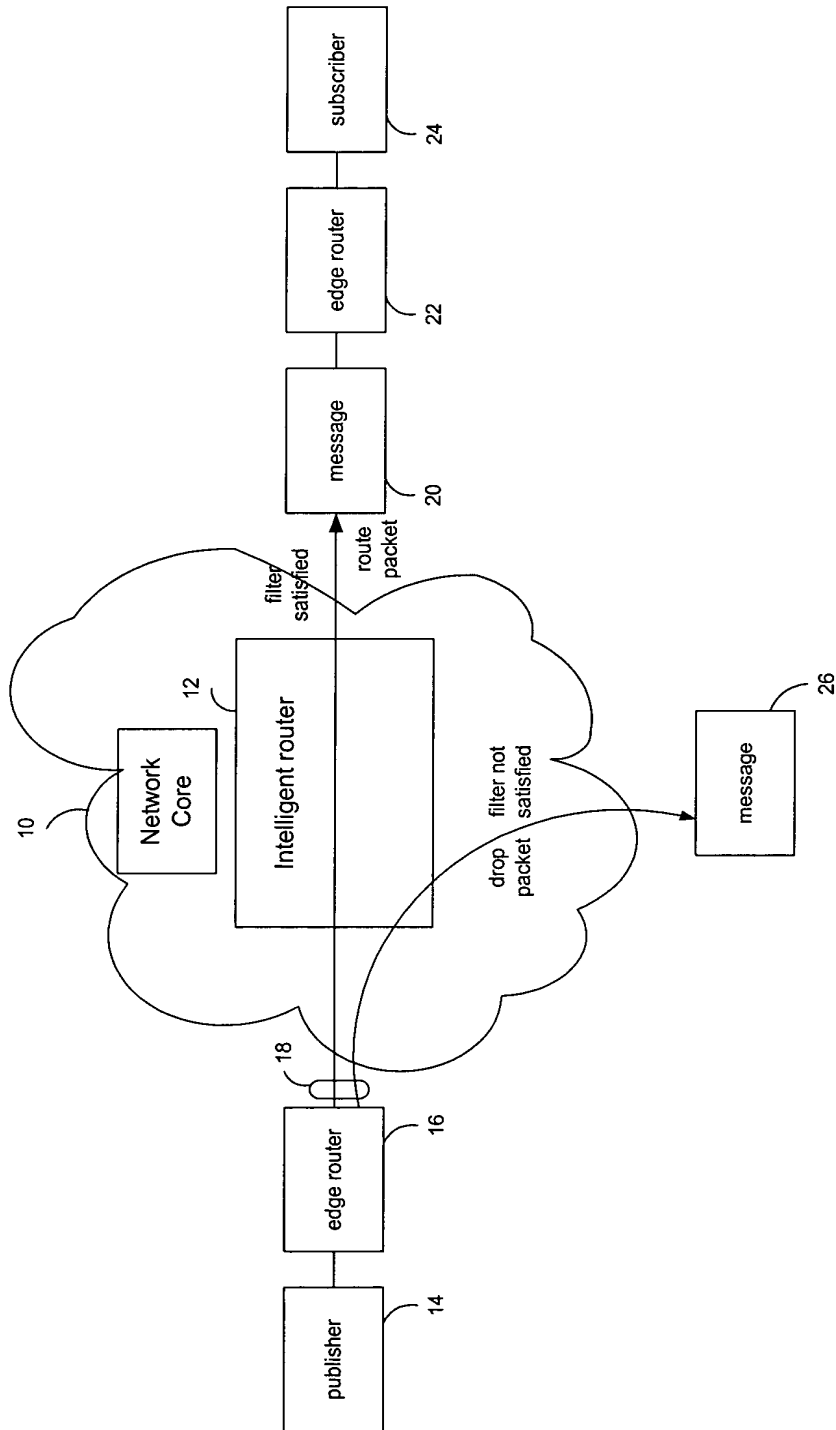 10
Network
Core
12
Intelligent router
publisher
14
edge router
16
18
filter
satisfied
route
packet
message
20
edge router
22
subscriber
24
drop
packet
filter not
satisfied
message
26